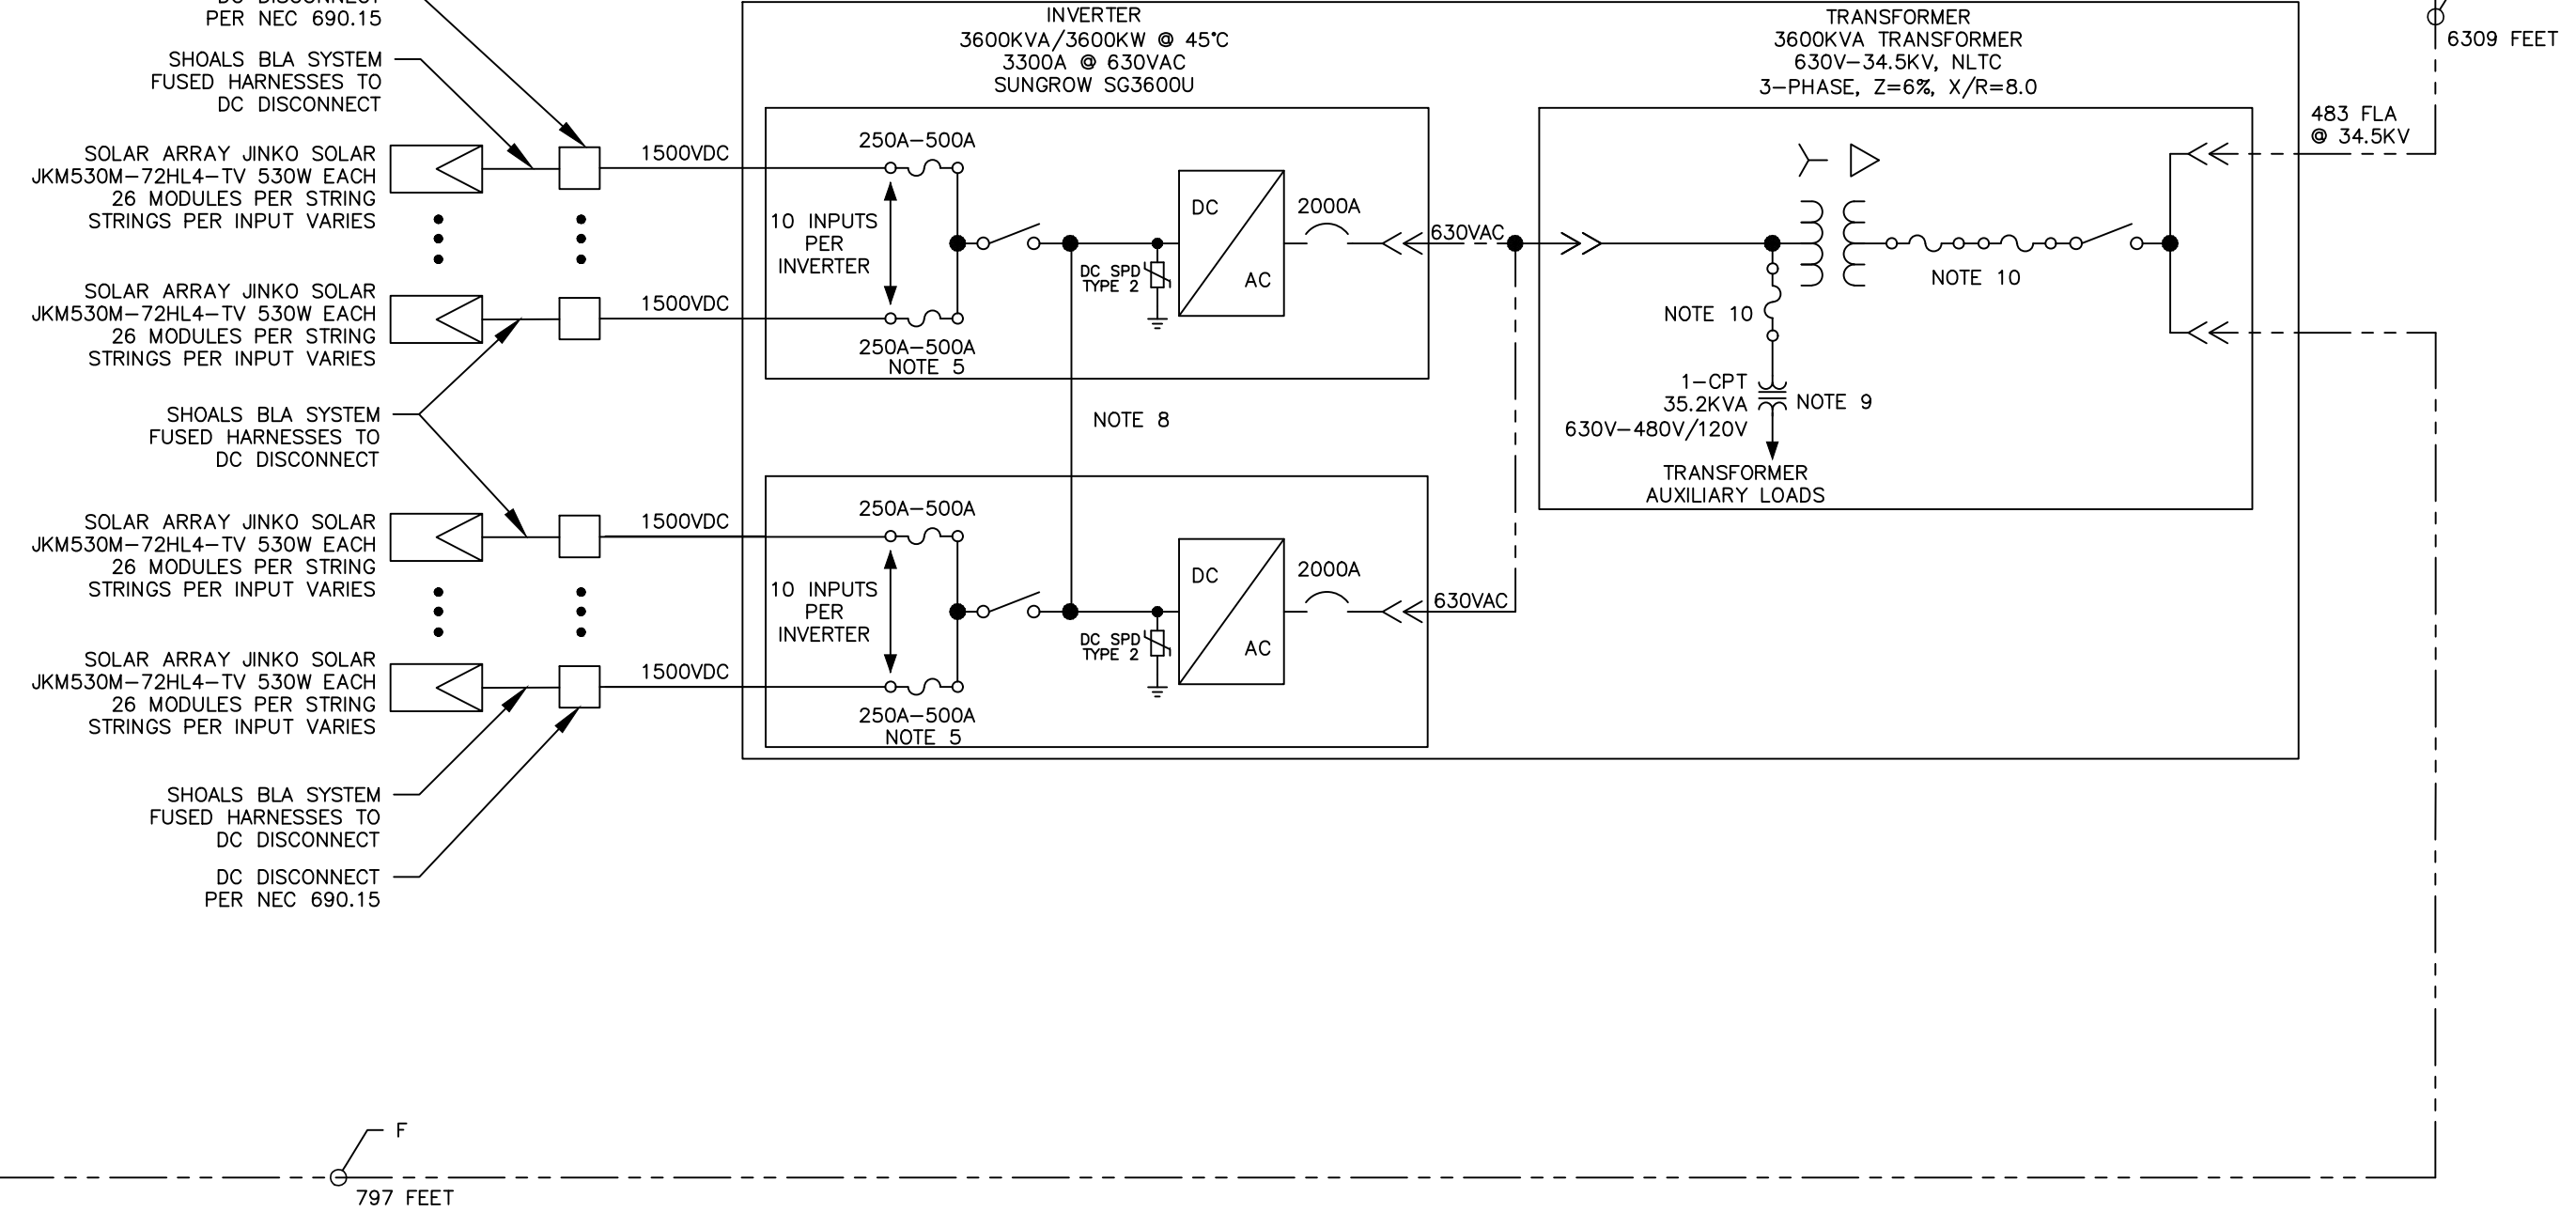 PER NEC 690.15
SHOALS BLA SYSTEM
FUSED HARNESSES TO
DC DISCONNECT
SOLAR ARRAY JINKO SOLAR
JKM530M-72HL4-TV 530W EACH
26 MODULES PER STRING
STRINGS PER INPUT VARIES
SOLAR ARRAY JINKO SOLAR
JKM530M-72HL4-TV 530W EACH
26 MODULES PER STRING
STRINGS PER INPUT VARIES
SHOALS BLA SYSTEM
FUSED HARNESSES TO
DC DISCONNECT
SOLAR ARRAY JINKO SOLAR
JKM530M-72HL4-TV 530W EACH
26 MODULES PER STRING
STRINGS PER INPUT VARIES
SOLAR ARRAY JINKO SOLAR
JKM530M-72HL4-TV 530W EACH
26 MODULES PER STRING
STRINGS PER INPUT VARIES
SHOALS BLA SYSTEM
FUSED HARNESSES TO
DC DISCONNECT
DC DISCONNECT
PER NEC 690.15
1500VDC
1500VDC
1500VDC
1500VDC
INVERTER
3600KVA/3600KW @ 45°C
3300A @ 630VAC
SUNGROW SG3600U
250A-500A
10 INPUTS
PER
INVERTER
250A-500A
NOTE 5
DC SPD
TYPE 2
DC
AC
2000A
630VAC
NOTE 8
250A-500A
10 INPUTS
PER
INVERTER
250A-500A
NOTE 5
DC SPD
TYPE 2
DC
AC
2000A
630VAC
TRANSFORMER
3600KVA TRANSFORMER
630V-34.5KV, NLTC
3-PHASE, Z=6%, X/R=8.0
NOTE 10
NOTE 10
1-CPT
35.2KVA
630V-480V/120V
NOTE 9
TRANSFORMER
AUXILIARY LOADS
483 FLA
@ 34.5KV
6309 FEET
F
797 FEET